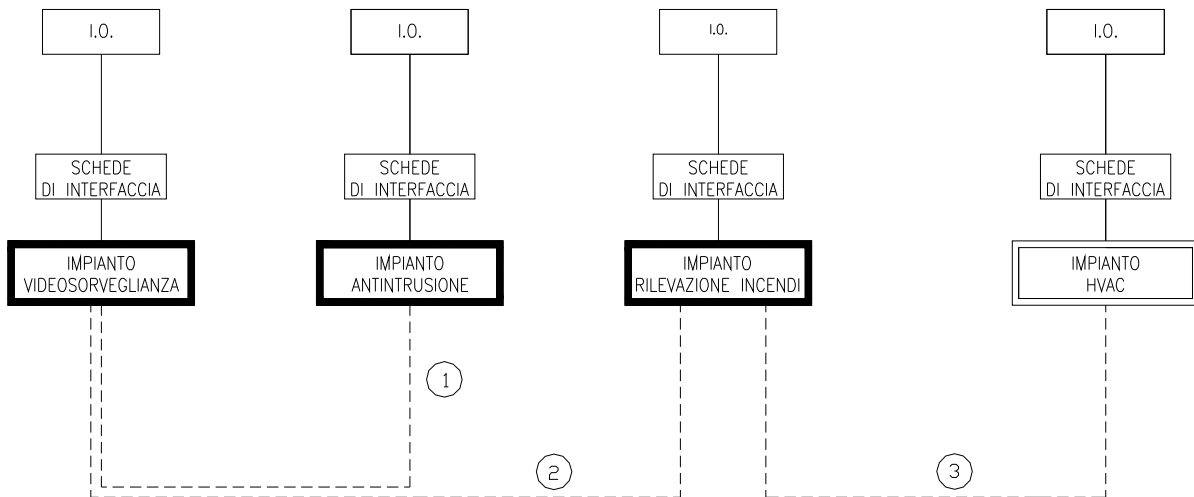 I.O.
I.O.
I.O.
I.O.
SCHEDE
DI INTERFACCIA
SCHEDE
DI INTERFACCIA
SCHEDE
DI INTERFACCIA
SCHEDE
DI INTERFACCIA
IMPIANTO
VIDEOSORVEGLIANZA
IMPIANTO
ANTINTRUSIONE
IMPIANTO
RILEVAZIONE INCENDI
IMPIANTO
HVAC
1
2
3